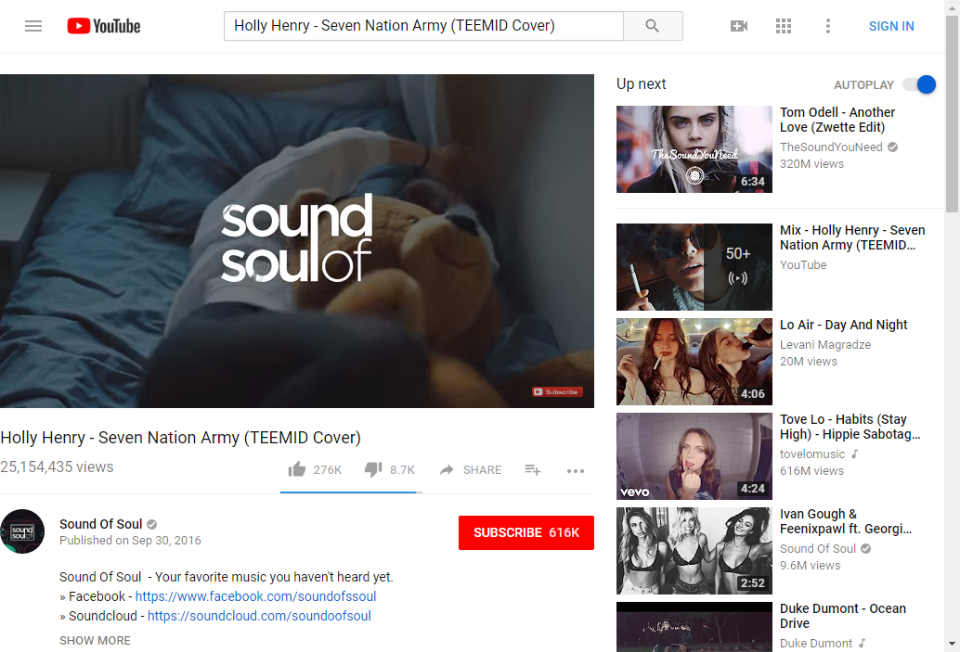 YouTube
Holly Henry - Seven Nation Army (TEEMID Cover)
SIGN IN
sound
soulof
Subscribe
Holly Henry - Seven Nation Army (TEEMID Cover)
25,154,435 views
276K
8.7K
SHARE
sound
soulof
Sound Of Soul
Published on Sep 30, 2016
SUBSCRIBE 616K
Sound Of Soul - Your favorite music you haven't heard yet.
» Facebook - https://www.facebook.com/soundofssoul
» Soundcloud - https://soundcloud.com/soundoofsoul
SHOW MORE
Up next
AUTOPLAY
TheSoundYouNeed
6:34
Tom Odell - Another
Love (Zwette Edit)
TheSoundYouNeed
320M views
50+
Mix - Holly Henry - Seven
Nation Army (TEEMID...
YouTube
4:06
Lo Air - Day And Night
Levani Magradze
20M views
vevo
4:24
Tove Lo - Habits (Stay
High) - Hippie Sabotag...
tovelomusic
616M views
2:52
Ivan Gough &
Feenixpawl ft. Georgi...
Sound Of Soul
9.6M views
Duke Dumont - Ocean
Drive
Duke Dumont